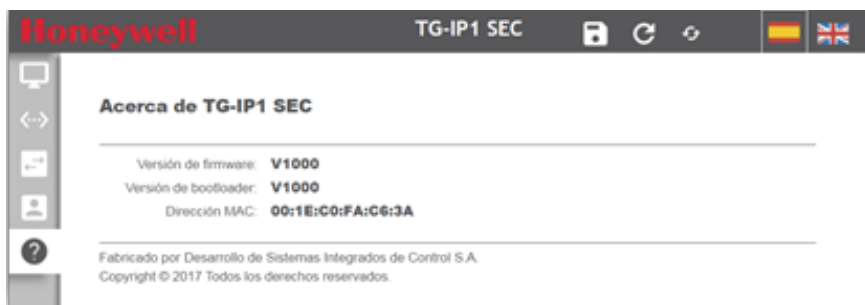 Honeywell
TG-IP1 SEC
Acerca de TG-IP1 SEC
Versión de firmware: V1000
Versión de bootloader: V1000
Dirección MAC: 00:1E:C0:FA:C6:3A
Fabricado por Desarrollo de Sistemas Integrados de Control S.A.
Copyright © 2017 Todos los derechos reservados.